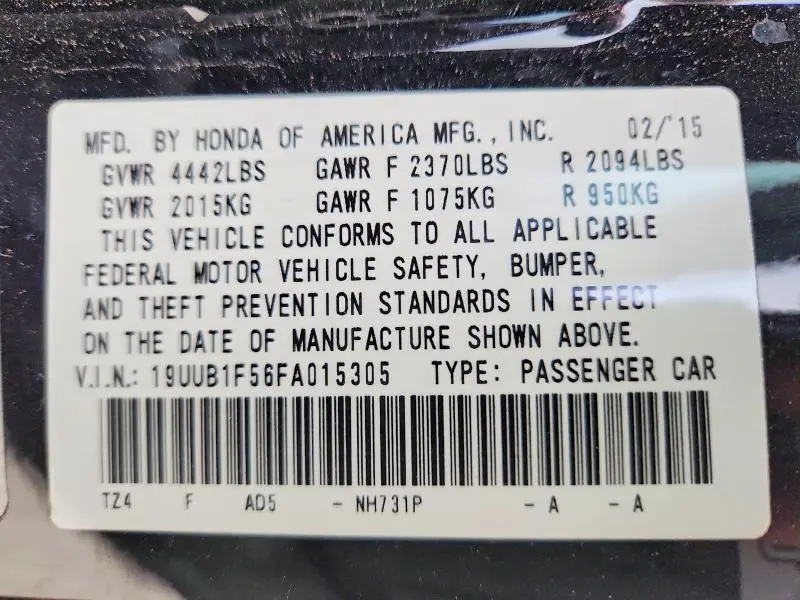 MFD. BY HONDA OF AMERICA MFG., INC. 02/'15
GVWR 4442LBS GAWR F 2370LBS R 2094LBS
GVWR 2015KG GAWR F 1075KG R 950KG
THIS VEHICLE CONFORMS TO ALL APPLICABLE
FEDERAL MOTOR VEHICLE SAFETY, BUMPER,
AND THEFT PREVENTION STANDARDS IN EFFECT
ON THE DATE OF MANUFACTURE SHOWN ABOVE.
V.I.N.: 19UUB1F56FA015305 TYPE: PASSENGER CAR
TZ4 F AD5 - NH731P - A - A